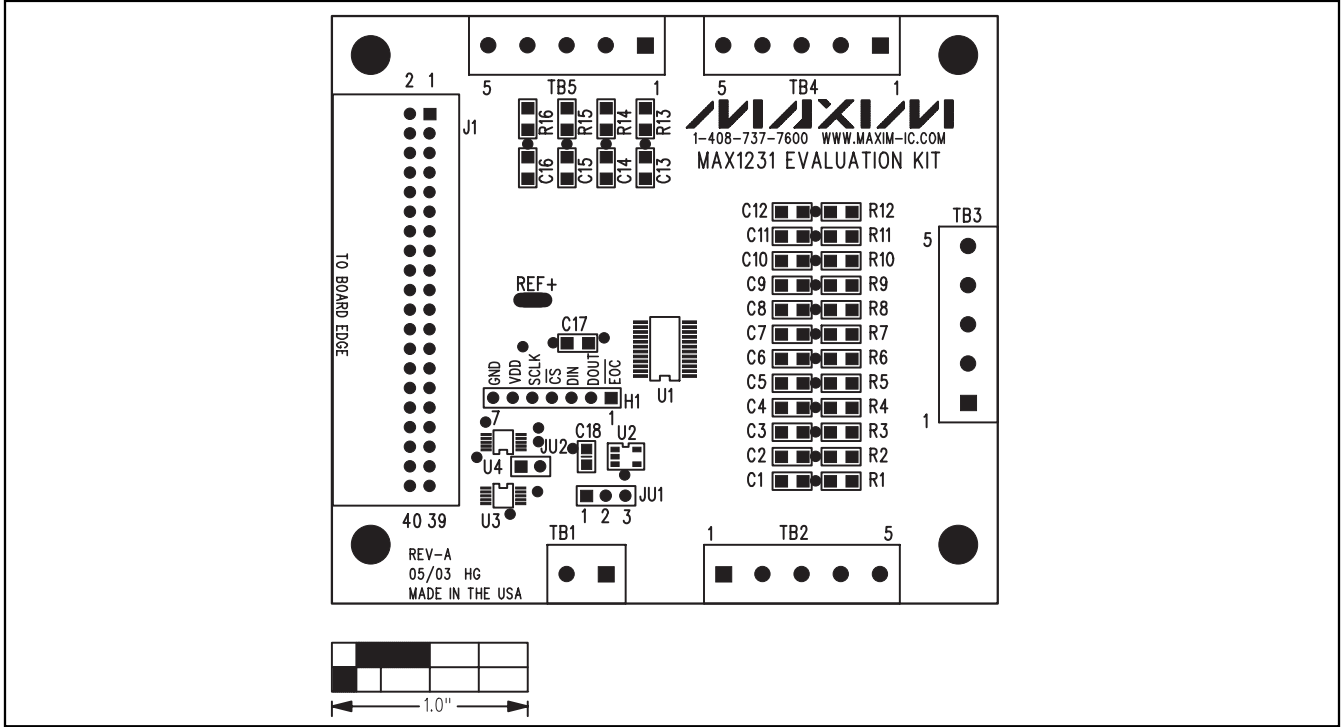 5 TB5 1
5 TB4 1
2 1
J1
R16 R15 R14 R13
C16 C15 C14 C13
MAXIM
1-408-737-7600 WWW.MAXIM-IC.COM
MAX1231 EVALUATION KIT
C12 R12
C11 R11
C10 R10
C9 R9
C8 R8
C7 R7
C6 R6
C5 R5
C4 R4
C3 R3
C2 R2
C1 R1
TB3
5
1
TO BOARD EDGE
REF+
C17
U1
GND
VDD
SCLK
CS
DIN
DOUT
EOC
H1
7 1
C18
U2
JU2
U4
JU1
U3
1 2 3
40 39
TB1
1 TB2 5
REV-A
05/03 HG
MADE IN THE USA
1.0"